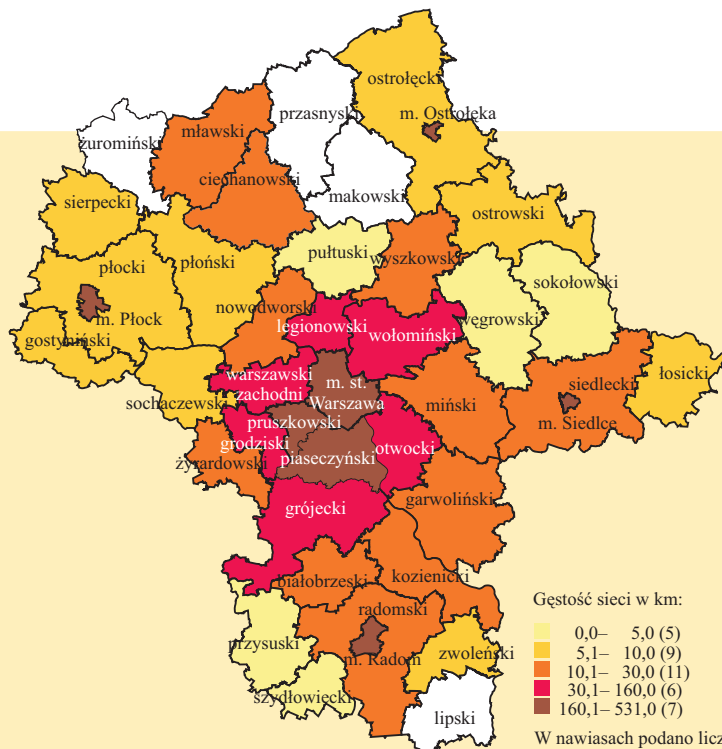 ostrołęcki
przasnyski
m. Ostrołęka
mławski
żuromiński
ciechanowski
makowski
sierpecki
ostrowski
pułtuski
wyszkowski
płocki
płoński
sokołowski
nowodworski
węgrowski
m. Płock
legionowski
wołomiński
gostyniński
siedlecki
łosicki
warszawski
zachodni
m. st.
Warszawa
sochaczewski
miński
m. Siedlce
pruszkowski
grodziski
otwocki
żyrardowski
piaseczyński
garwoliński
grójecki
białobrzeski
kozienicki
Gęstość sieci w km:
radomski
0,0– 5,0 (5)
przysuski
5,1– 10,0 (9)
m. Radom
zwoleński
10,1– 30,0 (11)
30,1– 160,0 (6)
szydłowiecki
160,1– 531,0 (7)
lipski
W nawiasach podano licz